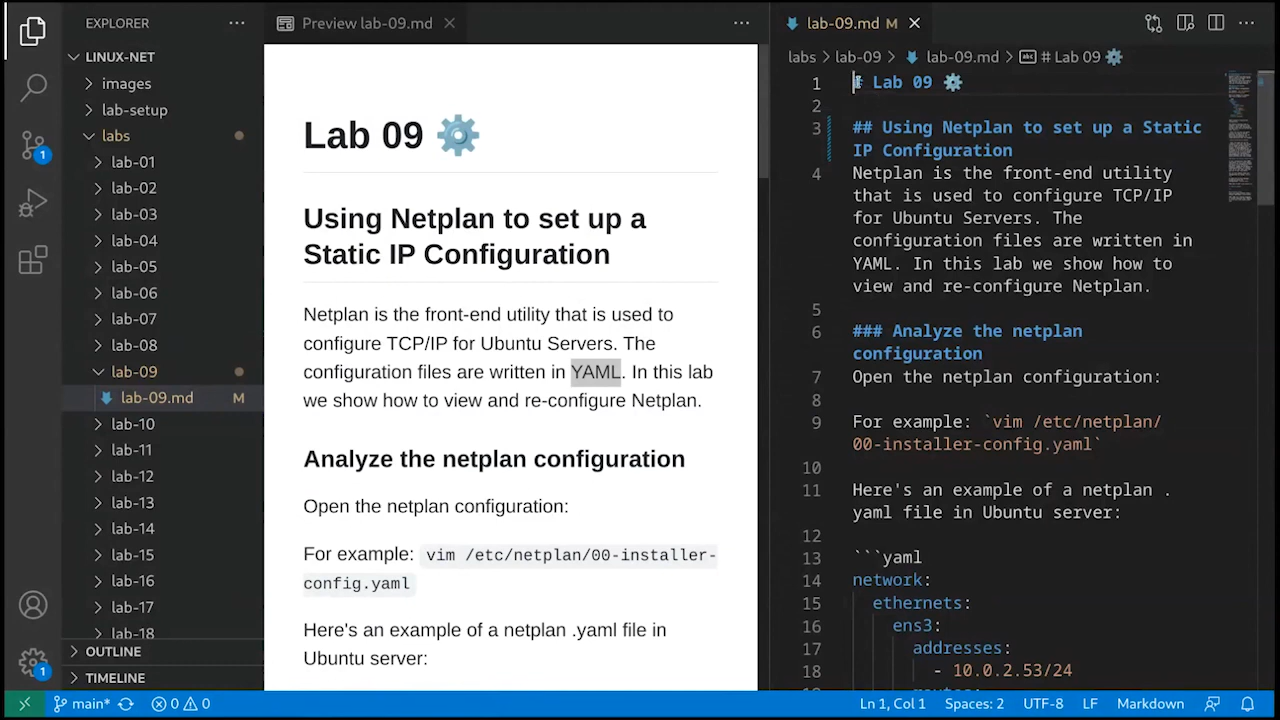 EXPLORER
LINUX-NET
images
lab-setup
labs
lab-01
lab-02
lab-03
lab-04
lab-05
lab-06
lab-07
lab-08
lab-09
lab-09.md M
lab-10
lab-11
lab-12
lab-13
lab-14
lab-15
lab-16
lab-17
lab-18
OUTLINE
TIMELINE
1
1
Preview lab-09.md
Lab 09 ⚙️
Using Netplan to set up a
Static IP Configuration
Netplan is the front-end utility that is used to
configure TCP/IP for Ubuntu Servers. The
configuration files are written in YAML. In this lab
we show how to view and re-configure Netplan.
Analyze the netplan configuration
Open the netplan configuration:
For example: vim /etc/netplan/00-installer-
config.yaml
Here's an example of a netplan .yaml file in
Ubuntu server:
lab-09.md M
labs > lab-09 > lab-09.md > # Lab 09 ⚙️
1 # Lab 09 ⚙️
2
3 ## Using Netplan to set up a Static
IP Configuration
4 Netplan is the front-end utility
that is used to configure TCP/IP
for Ubuntu Servers. The
configuration files are written in
YAML. In this lab we show how to
view and re-configure Netplan.
5
6 ### Analyze the netplan
configuration
7 Open the netplan configuration:
8
9 For example: `vim /etc/netplan/
00-installer-config.yaml`
10
11 Here's an example of a netplan .
yaml file in Ubuntu server:
12
13 ```yaml
14 network:
15 ethernets:
16 ens3:
17 addresses:
18 - 10.0.2.53/24
main* 0 0
Ln 1, Col 1 Spaces: 2 UTF-8 LF Markdown